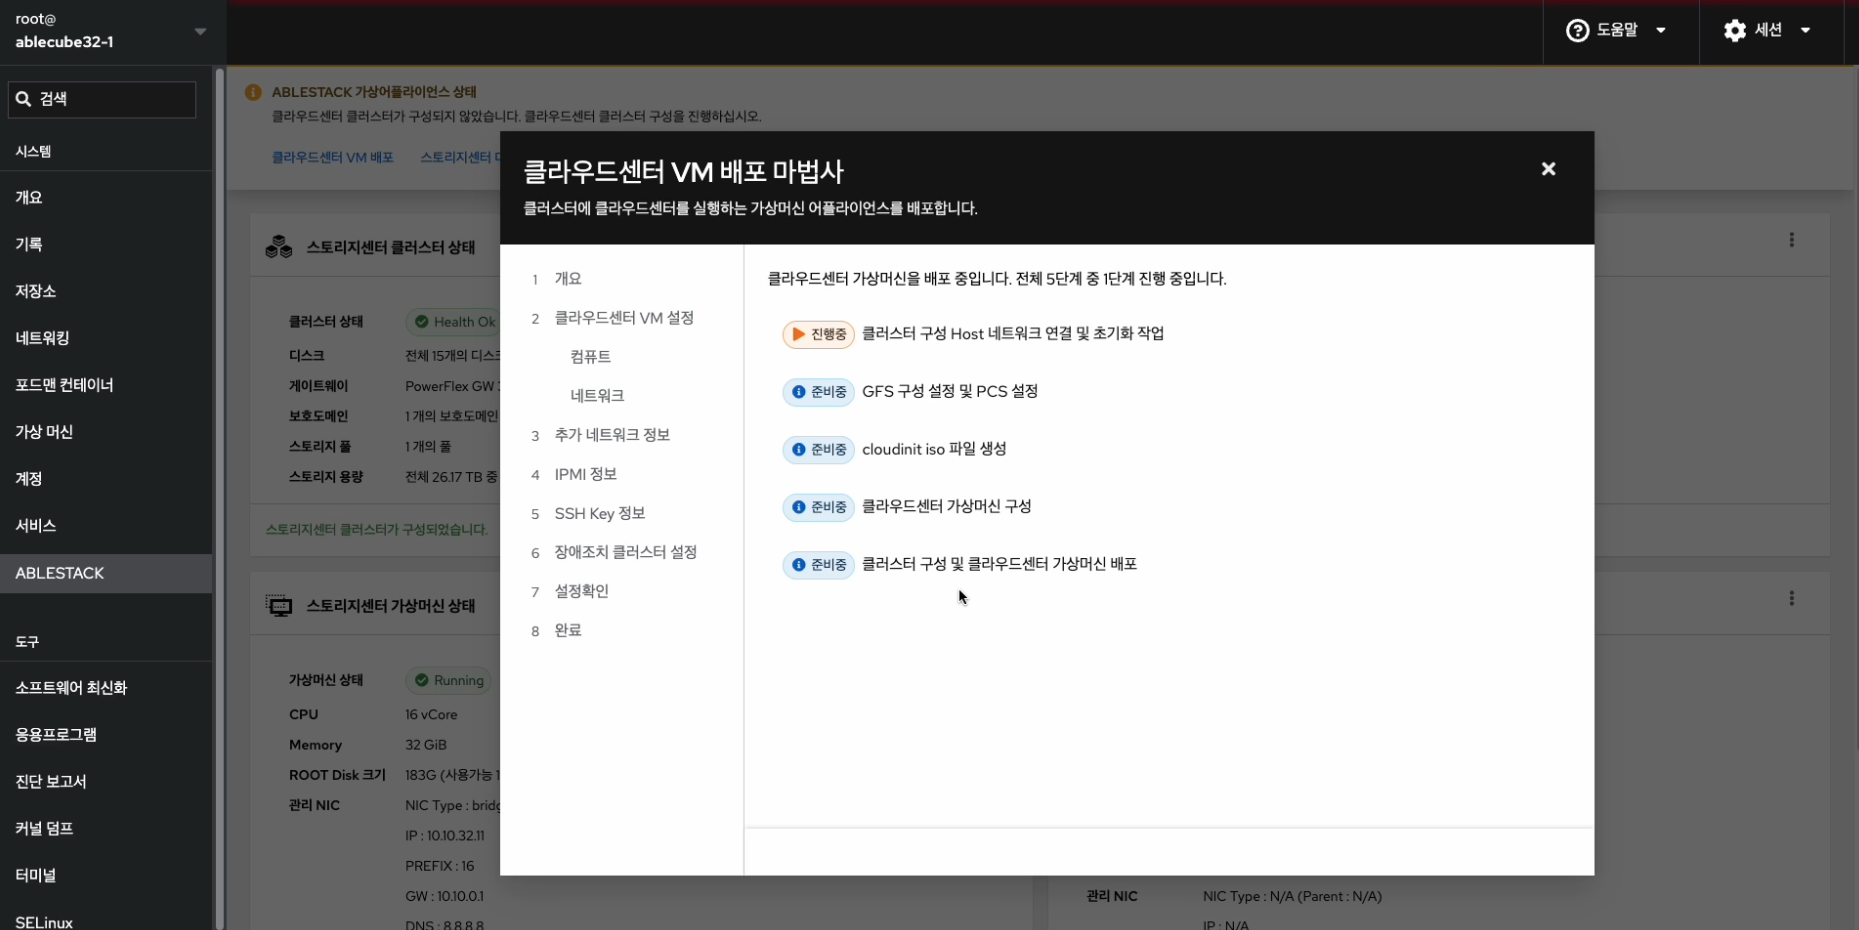 root@
ablecube32-1
도움말
세션
검색
시스템
개요
기록
저장소
네트워킹
포드맨 컨테이너
가상 머신
계정
서비스
ABLESTACK
도구
소프트웨어 최신화
응용프로그램
진단 보고서
커널 덤프
터미널
SELinux
ABLESTACK 가상어플라이언스 상태
클라우드센터 클러스터가 구성되지 않았습니다. 클라우드센터 클러스터 구성을 진행하십시오.
클라우드센터 VM 배포 스토리지센터
스토리지센터 클러스터 상태
클러스터 상태 Health Ok
디스크 전체 15개의 디스크
게이트웨이 PowerFlex GW
보호도메인 1 개의 보호도메인
스토리지 풀 1 개의 풀
스토리지 용량 전체 26.17 TB 중
스토리지센터 클러스터가 구성되었습니다.
스토리지센터 가상머신 상태
가상머신 상태 Running
CPU 16 vCore
Memory 32 GiB
ROOT Disk 크기 183G (사용가능
관리 NIC NIC Type : bridg
IP : 10.10.32.11
PREFIX : 16
GW : 10.10.0.1
DNS : 8.8.8.8
클라우드센터 VM 배포 마법사
클러스터에 클라우드센터를 실행하는 가상머신 어플라이언스를 배포합니다.
1 개요
2 클라우드센터 VM 설정
컴퓨트
네트워크
3 추가 네트워크 정보
4 IPMI 정보
5 SSH Key 정보
6 장애조치 클러스터 설정
7 설정확인
8 완료
클라우드센터 가상머신을 배포 중입니다. 전체 5단계 중 1단계 진행 중입니다.
진행중 클러스터 구성 Host 네트워크 연결 및 초기화 작업
준비중 GFS 구성 설정 및 PCS 설정
준비중 cloudinit iso 파일 생성
준비중 클라우드센터 가상머신 구성
준비중 클러스터 구성 및 클라우드센터 가상머신 배포
관리 NIC NIC Type : N/A (Parent : N/A)
IP : N/A